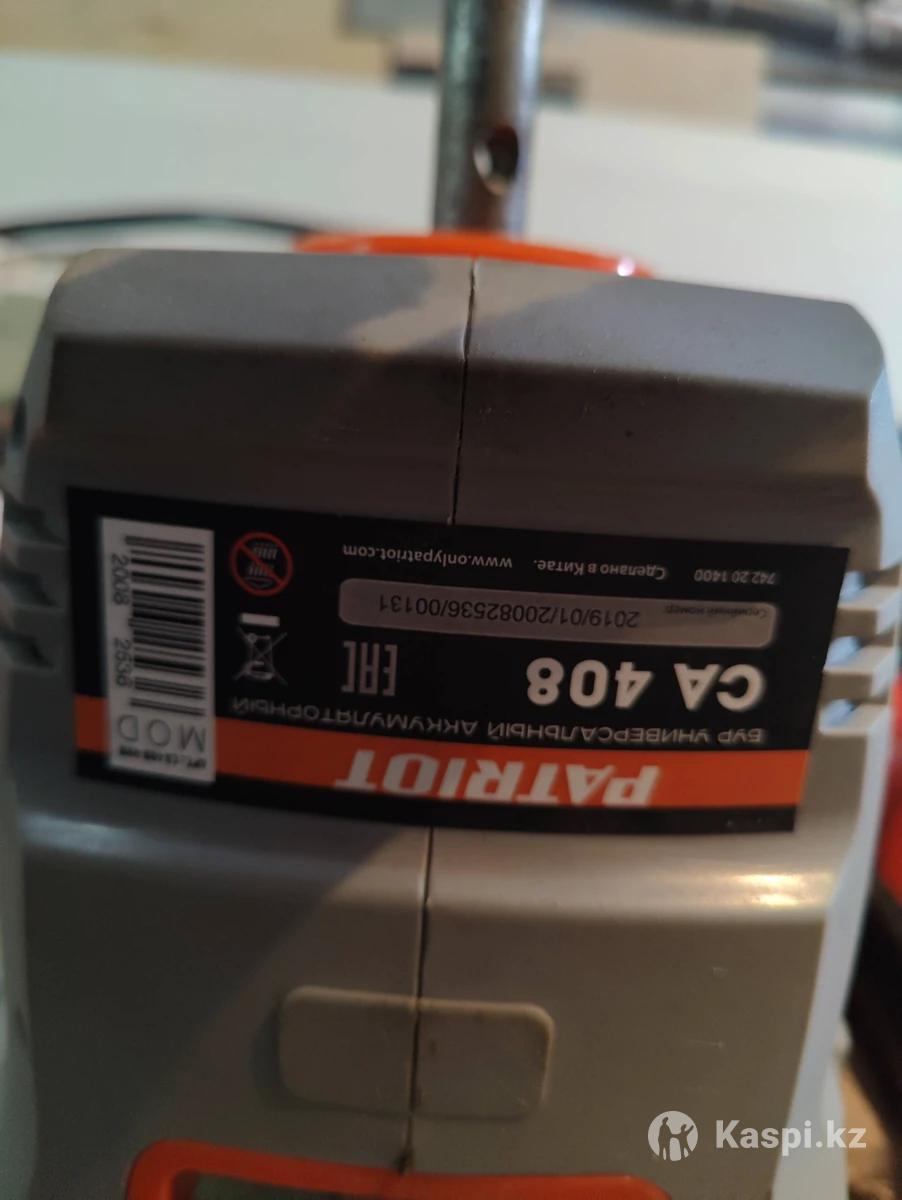 PATRIOT
БУР УНИВЕРСАЛЬНЫЙ АККУМУЛЯТОРНЫЙ
CA 408
EAC
Серийный номер:
2019/01/20082536/00131
742 20 1400 Сделано в Китае. www.onlypatriot.com
MOD
2008 2536
Kaspi.kz